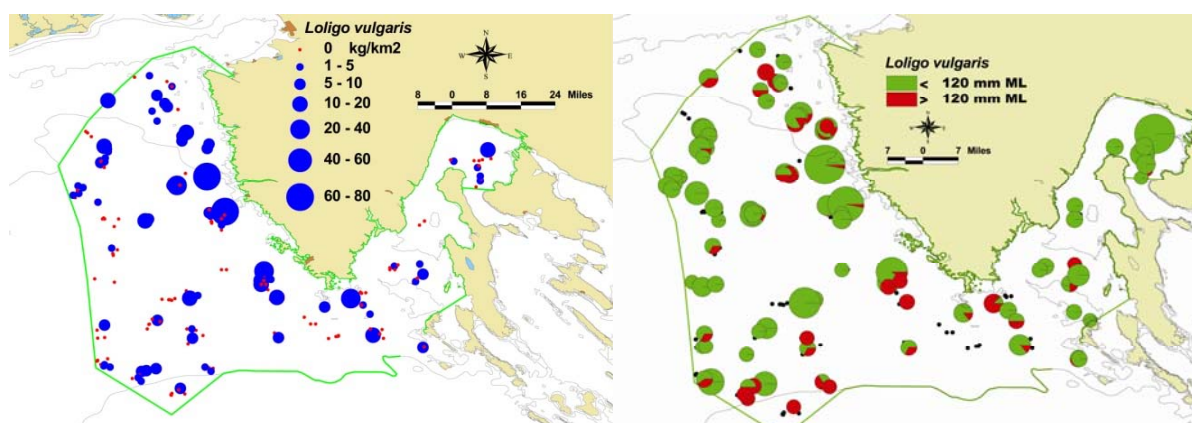 Loligo vulgaris
0 kg/km2
1 - 5
5 - 10
10 - 20
20 - 40
40 - 60
60 - 80
N
W E
S
8 0 8 16 24 Miles
Loligo vulgaris
< 120 mm ML
> 120 mm ML
7 0 7 Miles